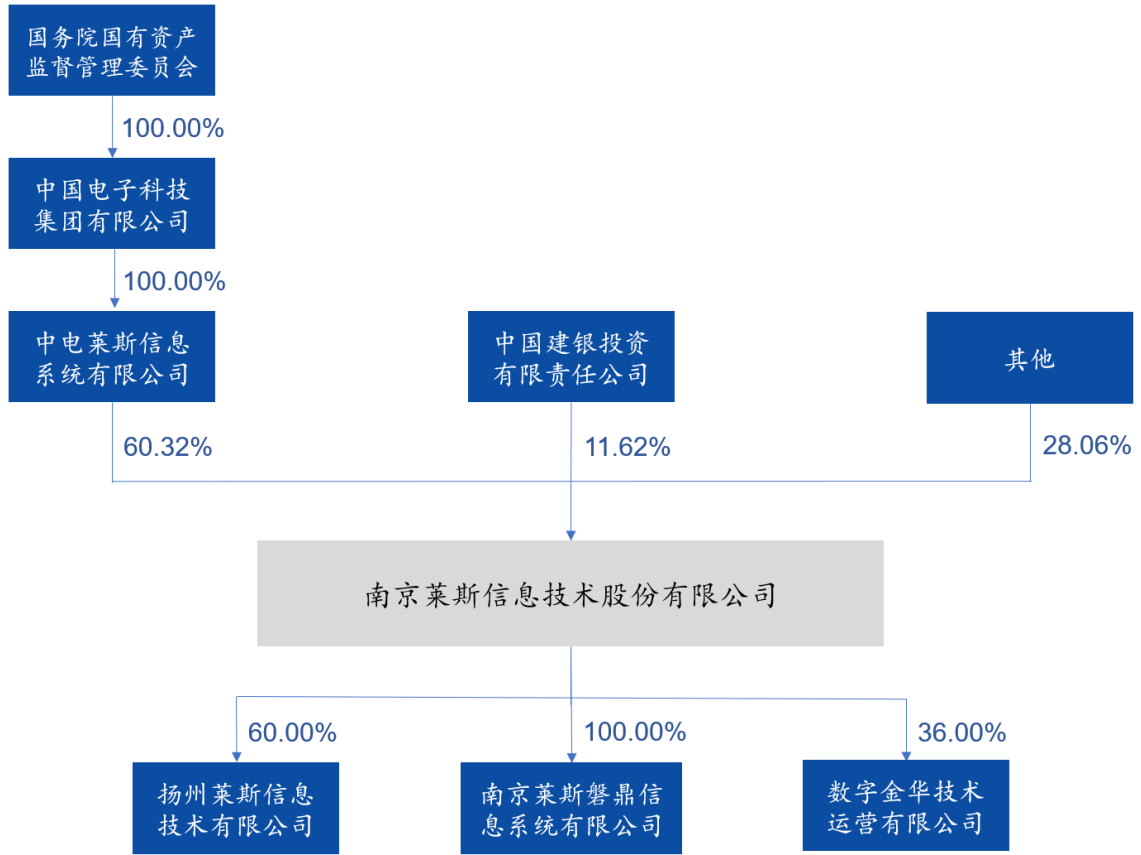 国务院国有资产
监督管理委员会
100.00%
中国电子科技
集团有限公司
100.00%
中电莱斯信息
系统有限公司
中国建银投资
有限责任公司
其他
60.32%
11.62%
28.06%
南京莱斯信息技术股份有限公司
60.00%
100.00%
36.00%
扬州莱斯信息
技术有限公司
南京莱斯磐鼎信
息系统有限公司
数字金华技术
运营有限公司